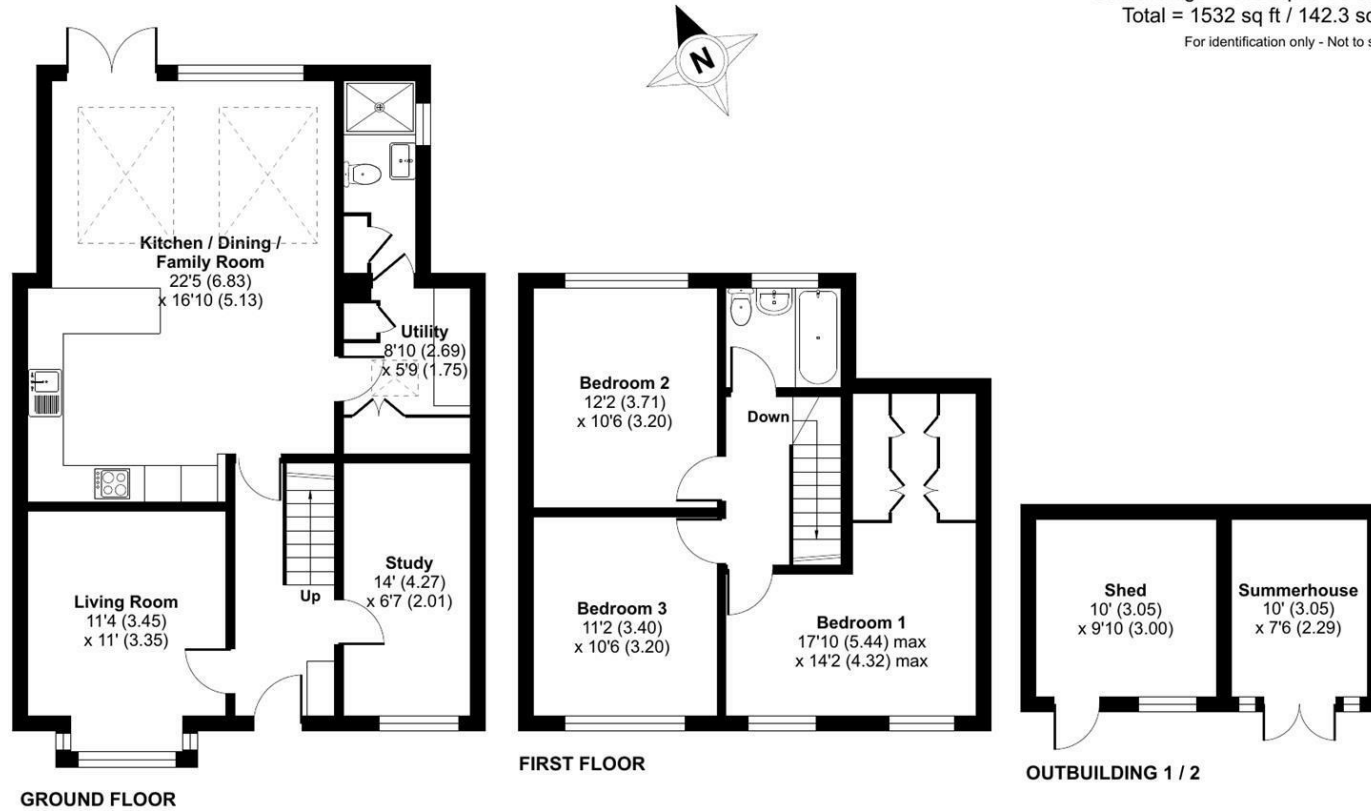 Total = 1532 sq ft / 142.3 sq
For identification only - Not to s
N
Kitchen / Dining /
Family Room
22'5 (6.83)
x 16'10 (5.13)
Utility
8'10 (2.69)
x 5'9 (1.75)
Study
14' (4.27)
x 6'7 (2.01)
Living Room
11'4 (3.45)
x 11' (3.35)
Up
GROUND FLOOR
Bedroom 2
12'2 (3.71)
x 10'6 (3.20)
Down
Bedroom 3
11'2 (3.40)
x 10'6 (3.20)
Bedroom 1
17'10 (5.44) max
x 14'2 (4.32) max
FIRST FLOOR
Shed
10' (3.05)
x 9'10 (3.00)
Summerhouse
10' (3.05)
x 7'6 (2.29)
OUTBUILDING 1 / 2